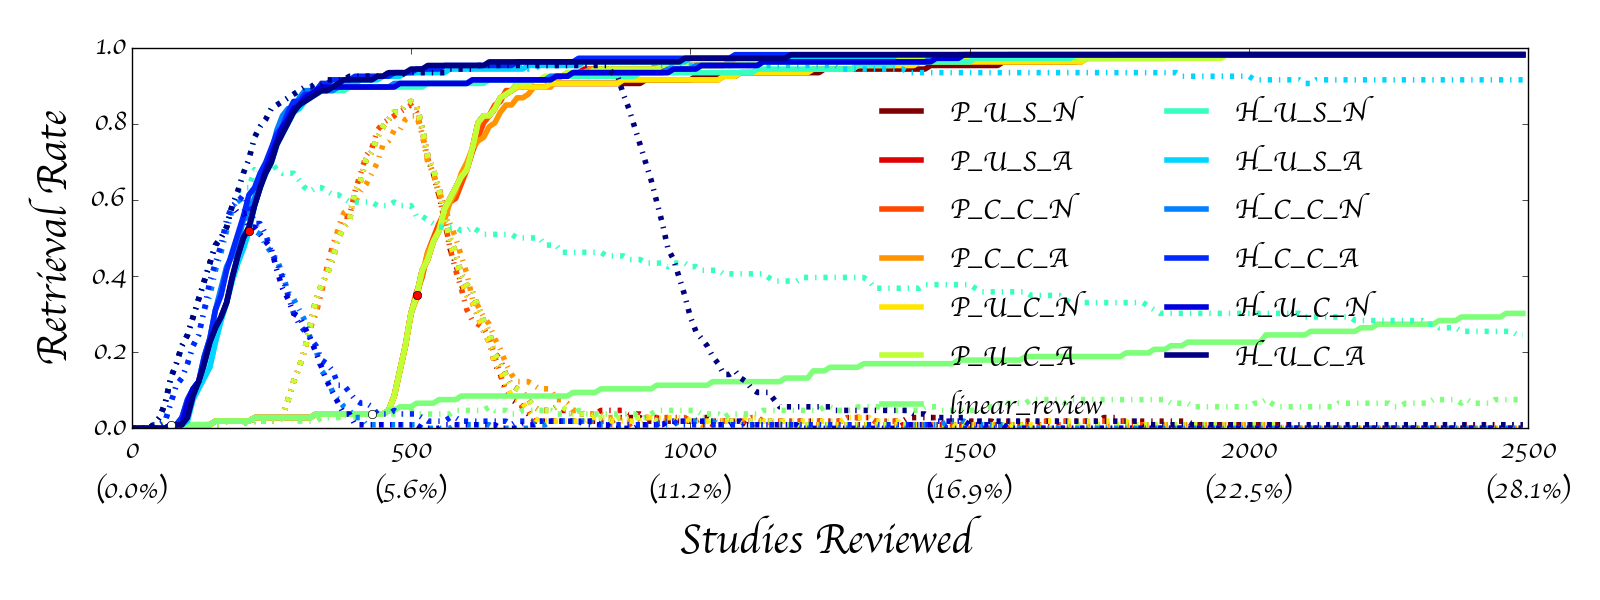 Retrieval Rate
1.0
0.8
0.6
0.4
0.2
0.0
P_U_S_N
P_U_S_A
P_C_C_N
P_C_C_A
P_U_C_N
P_U_C_A
linear_review
H_U_S_N
H_U_S_A
H_C_C_N
H_C_C_A
H_U_C_N
H_U_C_A
0 500 1000 1500 2000 2500
(0.0%) (5.6%) (11.2%) (16.9%) (22.5%) (28.1%)
Studies Reviewed